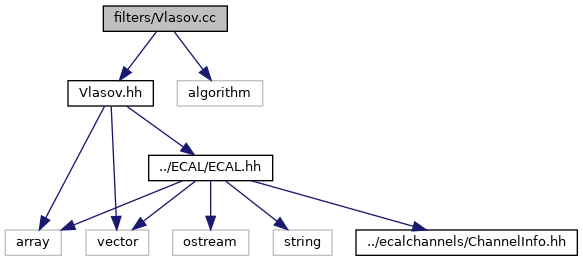 filters/Vlasov.cc
Vlasov.hh
algorithm
../ECAL/ECAL.hh
array
vector
ostream
string
../ecalchannels/ChannelInfo.hh